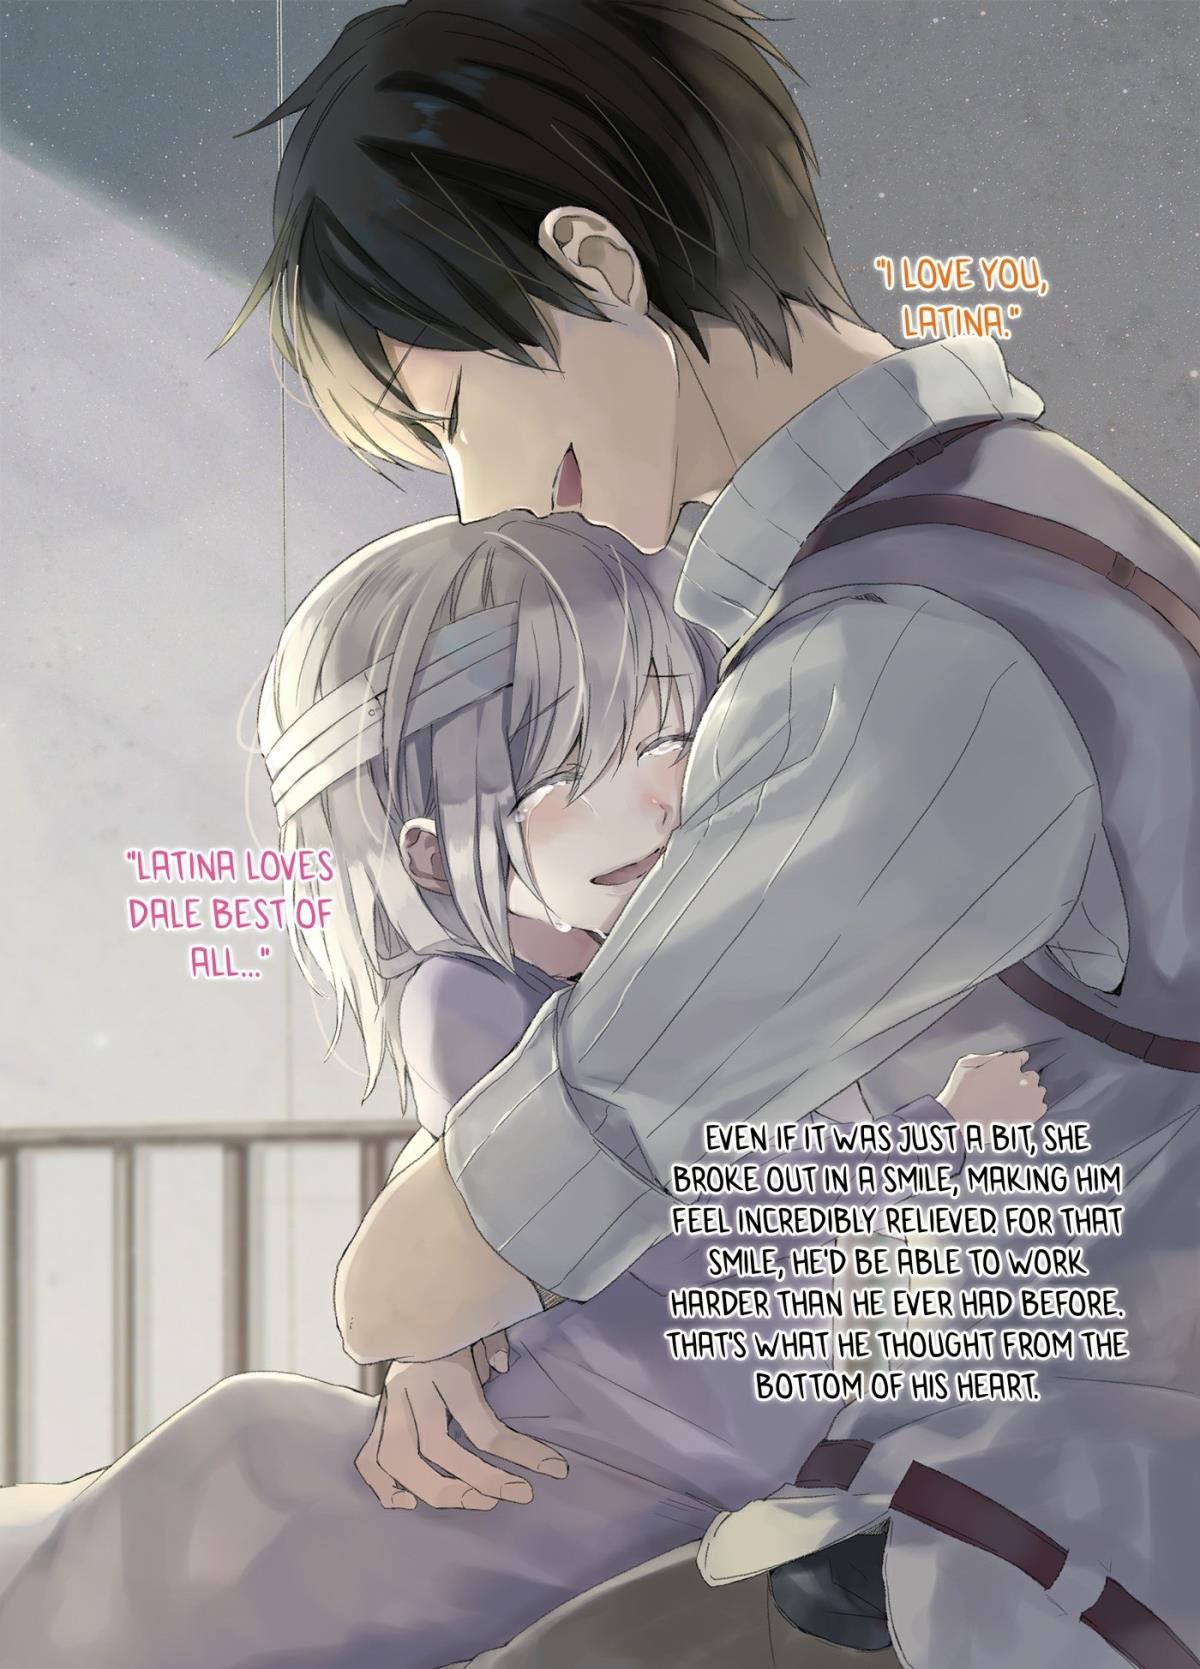 "I LOVE YOU,
LATINA."
"LATINA LOVES
DALE BEST OF
ALL..."
EVEN IF IT WAS JUST A BIT, SHE
BROKE OUT IN A SMILE, MAKING HIM
FEEL INCREDIBLY RELIEVED. FOR THAT
SMILE, HE'D BE ABLE TO WORK
HARDER THAN HE EVER HAD BEFORE.
THAT'S WHAT HE THOUGHT FROM THE
BOTTOM OF HIS HEART.